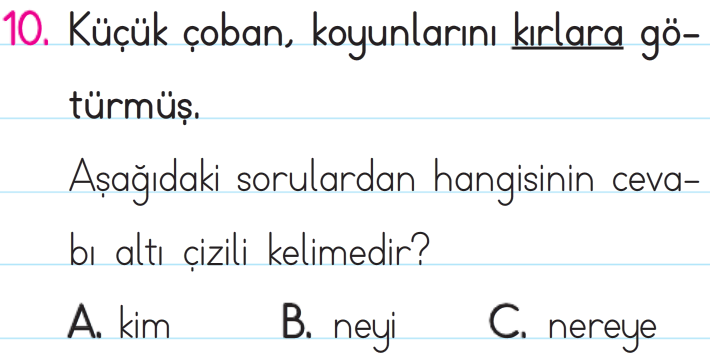 10. Küçük çoban, koyunlarını kırlara gö-
türmüş.
Aşağıdaki sorulardan hangisinin ceva-
bı altı çizili kelimedir?
A. kim B. neyi C. nereye